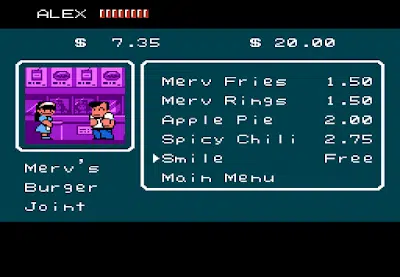 ALEX
$ 7.35 $ 20.00
Merv Fries 1.50
Merv Rings 1.50
Apple Pie 2.00
Spicy Chili 2.75
Smile Free
Main Menu
Merv's
Burger
Joint